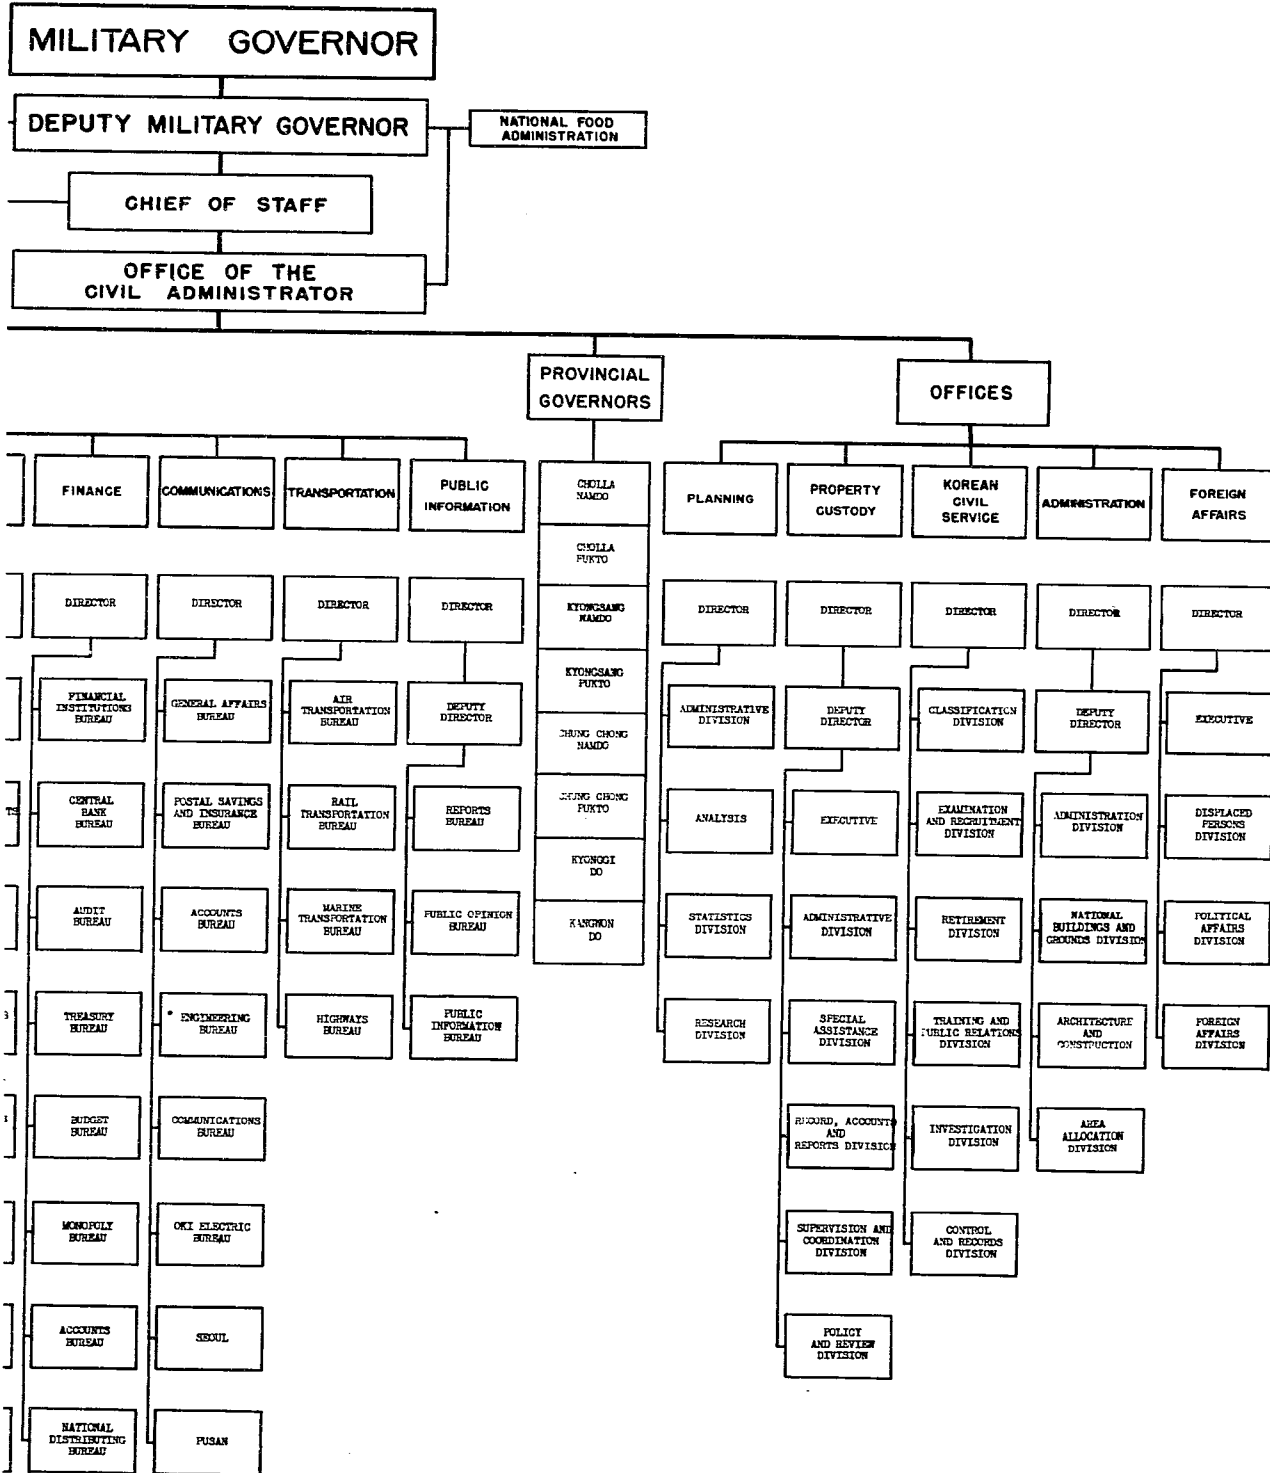 MILITARY GOVERNOR
DEPUTY MILITARY GOVERNOR
NATIONAL FOOD
ADMINISTRATION
CHIEF OF STAFF
OFFICE OF THE
CIVIL ADMINISTRATOR
PROVINCIAL
GOVERNORS
OFFICES
FINANCE
COMMUNICATIONS
TRANSPORTATION
PUBLIC
INFORMATION
CHOLLA
NAMDO
CHOLLA
PUKTO
KYONGSANG
NAMDO
KYONGSANG
PUKTO
CHUNG CHONG
NAMDO
CHUNG CHONG
PUKTO
KYONGGI
DO
KANGWON
DO
PLANNING
PROPERTY
CUSTODY
KOREAN
CIVIL
SERVICE
ADMINISTRATION
FOREIGN
AFFAIRS
DIRECTOR
DIRECTOR
DIRECTOR
DIRECTOR
DIRECTOR
DIRECTOR
DIRECTOR
DIRECTOR
DIRECTOR
FINANCIAL
INSTITUTIONS
BUREAU
GENERAL AFFAIRS
BUREAU
AIR
TRANSPORTATION
BUREAU
DEPUTY
DIRECTOR
ADMINISTRATIVE
DIVISION
DEPUTY
DIRECTOR
CLASSIFICATION
DIVISION
DEPUTY
DIRECTOR
EXECUTIVE
TS
CENTRAL
BANK
BUREAU
POSTAL SAVINGS
AND INSURANCE
BUREAU
RAIL
TRANSPORTATION
BUREAU
REPORTS
BUREAU
ANALYSIS
EXECUTIVE
EXAMINATION
AND RECRUITMENT
DIVISION
ADMINISTRATION
DIVISION
DISPLACED
PERSONS
DIVISION
AUDIT
BUREAU
ACCOUNTS
BUREAU
MARINE
TRANSPORTATION
BUREAU
PUBLIC OPINION
BUREAU
STATISTICS
DIVISION
ADMINISTRATIVE
DIVISION
RETIREMENT
DIVISION
NATIONAL
BUILDINGS AND
GROUNDS DIVISION
POLITICAL
AFFAIRS
DIVISION
TREASURY
BUREAU
ENGINEERING
BUREAU
HIGHWAYS
BUREAU
PUBLIC
INFORMATION
BUREAU
RESEARCH
DIVISION
SPECIAL
ASSISTANCE
DIVISION
TRAINING AND
PUBLIC RELATIONS
DIVISION
ARCHITECTURE
AND
CONSTRUCTION
FOREIGN
AFFAIRS
DIVISION
BUDGET
BUREAU
COMMUNICATIONS
BUREAU
RECORD, ACCOUNTS
AND
REPORTS DIVISION
INVESTIGATION
DIVISION
AREA
ALLOCATION
DIVISION
MONOPOLY
BUREAU
OKI ELECTRIC
BUREAU
SUPERVISION AND
COORDINATION
DIVISION
CONTROL
AND RECORDS
DIVISION
ACCOUNTS
BUREAU
SEOUL
POLICY
AND REVIEW
DIVISION
NATIONAL
DISTRIBUTING
BUREAU
PUSAN